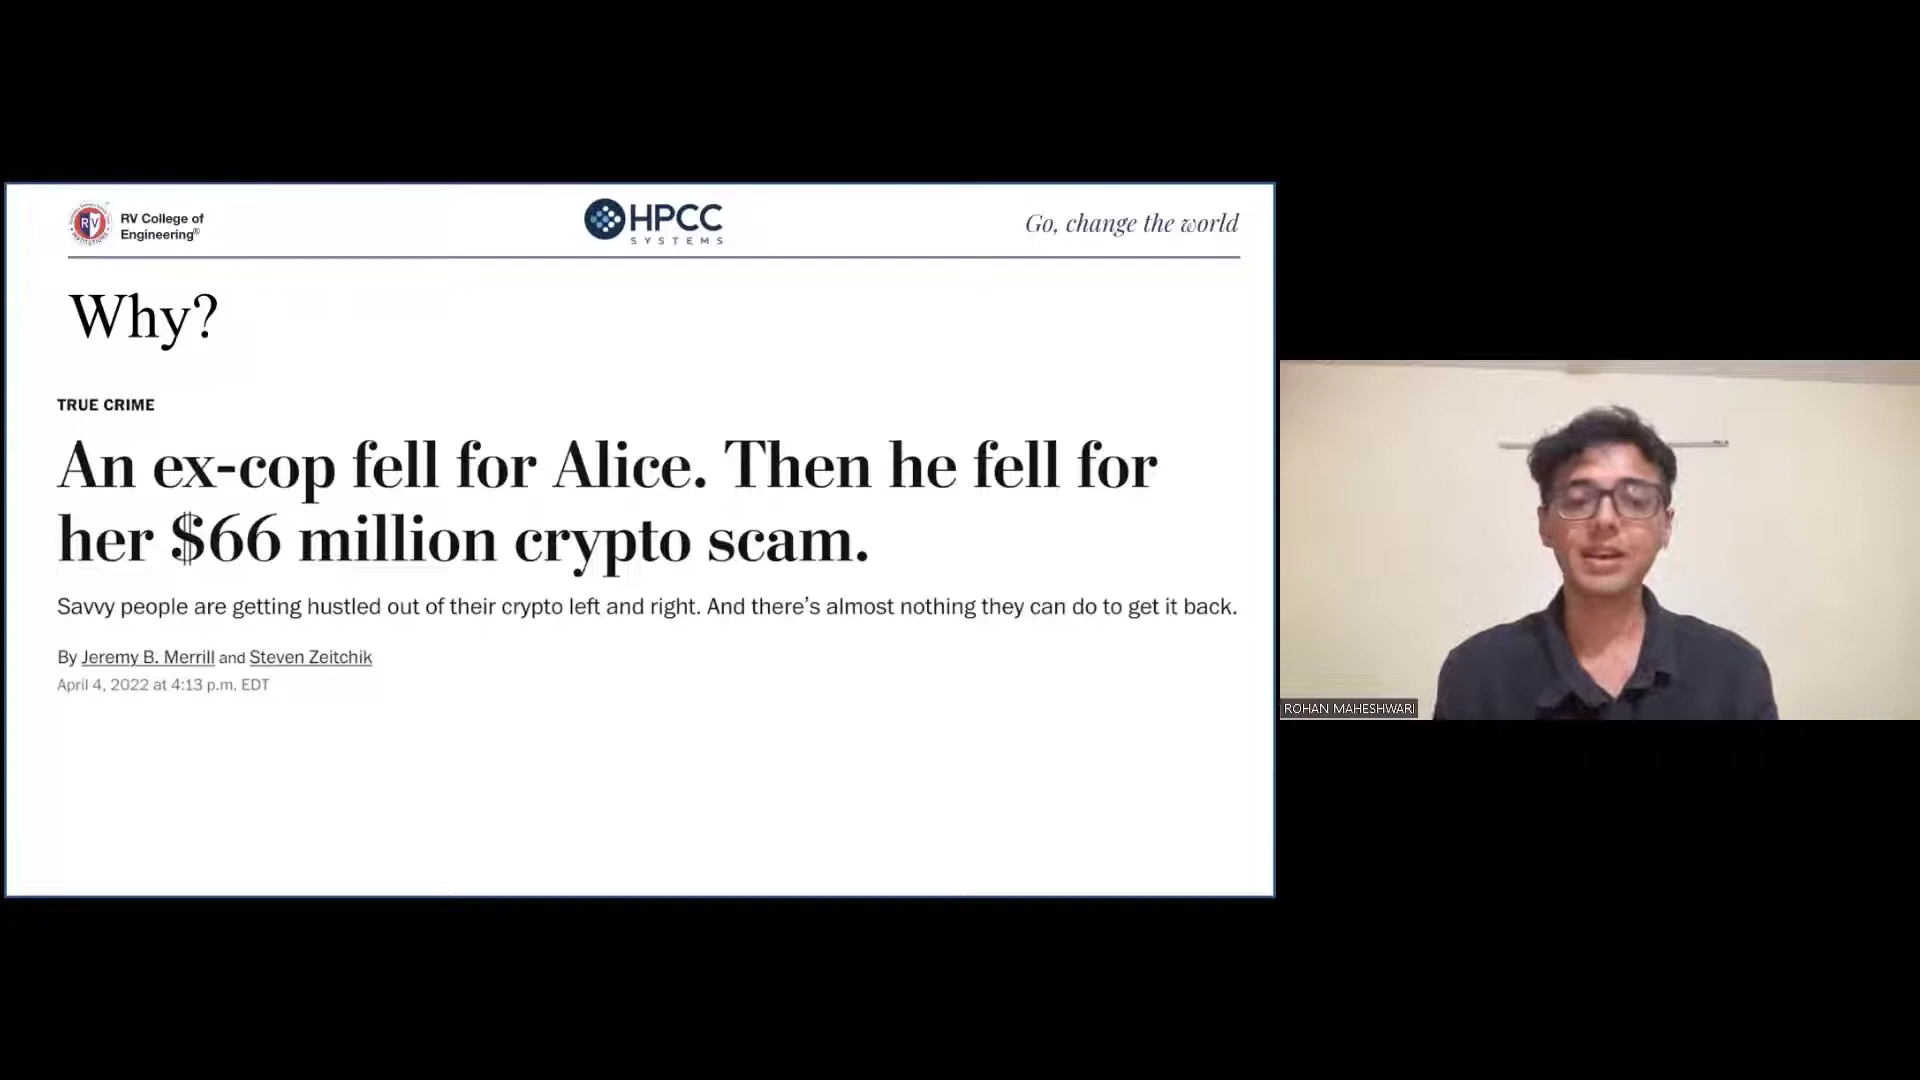 RV College of
Engineering®
HPCC
SYSTEMS
Go, change the world
Why?
TRUE CRIME
An ex-cop fell for Alice. Then he fell for
her $66 million crypto scam.
Savvy people are getting hustled out of their crypto left and right. And there's almost nothing they can do to get it back.
By Jeremy B. Merrill and Steven Zeitchik
April 4, 2022 at 4:13 p.m. EDT
ROHAN MAHESHWARI